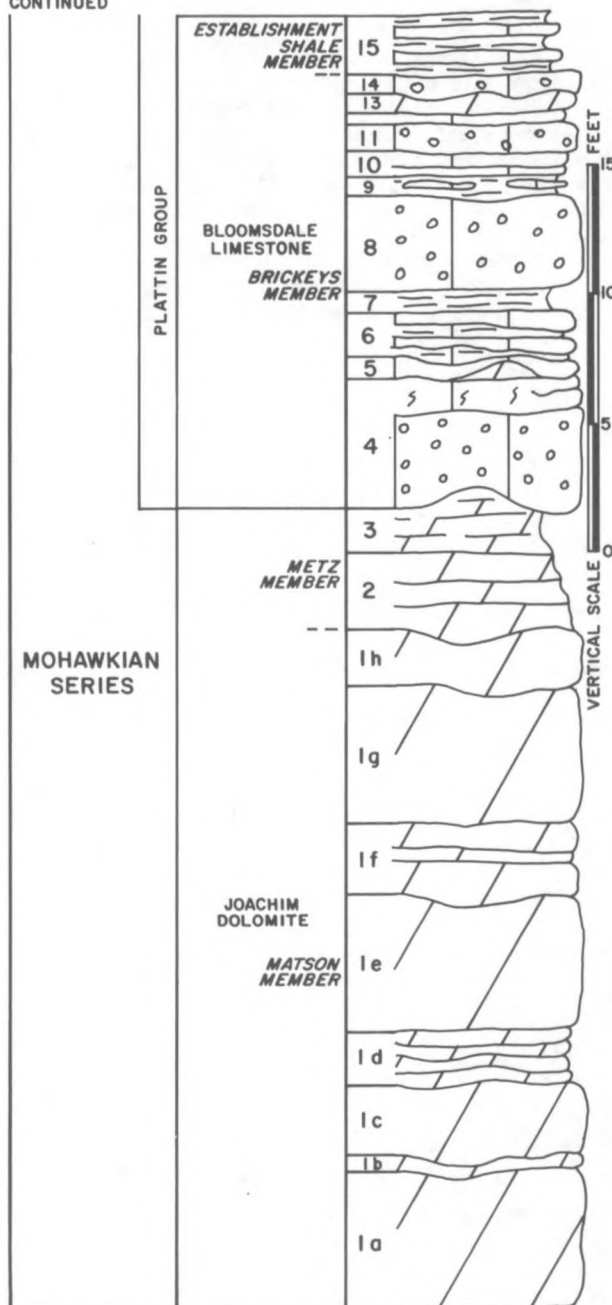 CONTINUED
ESTABLISHMENT
SHALE
MEMBER
15
14
13
11
10
9
BLOOMSDALE
LIMESTONE
8
BRICKEYS
MEMBER
7
6
5
4
PLATTIN GROUP
3
METZ
MEMBER
2
MOHAWKIAN
SERIES
1h
1g
1f
JOACHIM
DOLOMITE
1e
MATSON
MEMBER
1d
1c
1b
1a
15
10
5
0
VERTICAL SCALE FEET